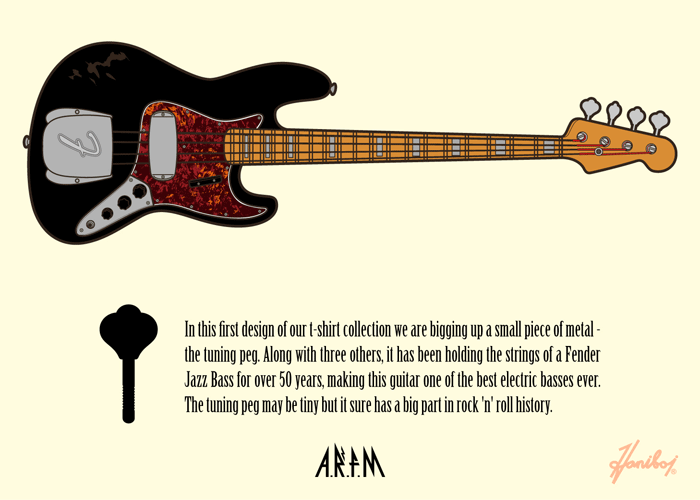 In this first design of our t-shirt collection we are bigging up a small piece of metal -
the tuning peg. Along with three others, it has been holding the strings of a Fender
Jazz Bass for over 50 years, making this guitar one of the best electric basses ever.
The tuning peg may be tiny but it sure has a big part in rock 'n' roll history.
A.R.t.M
Haniboi®